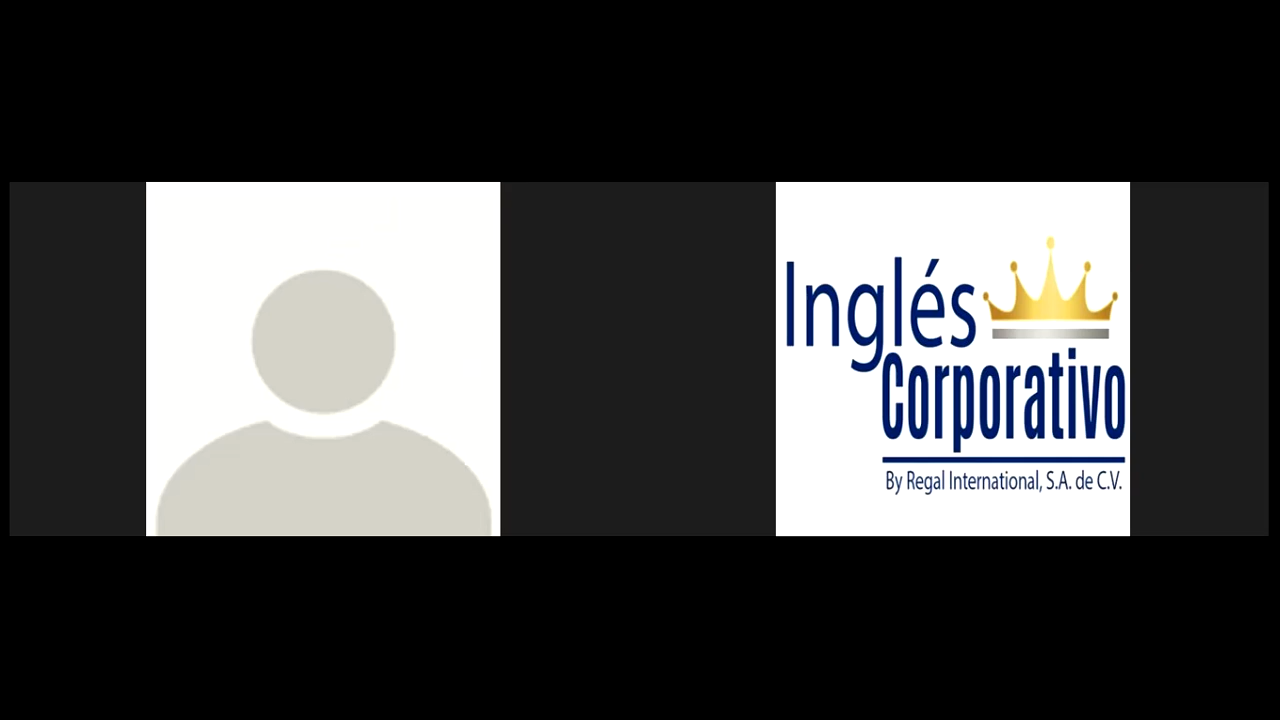 Inglés
Corporativo
By Regal International, S.A. de C.V.